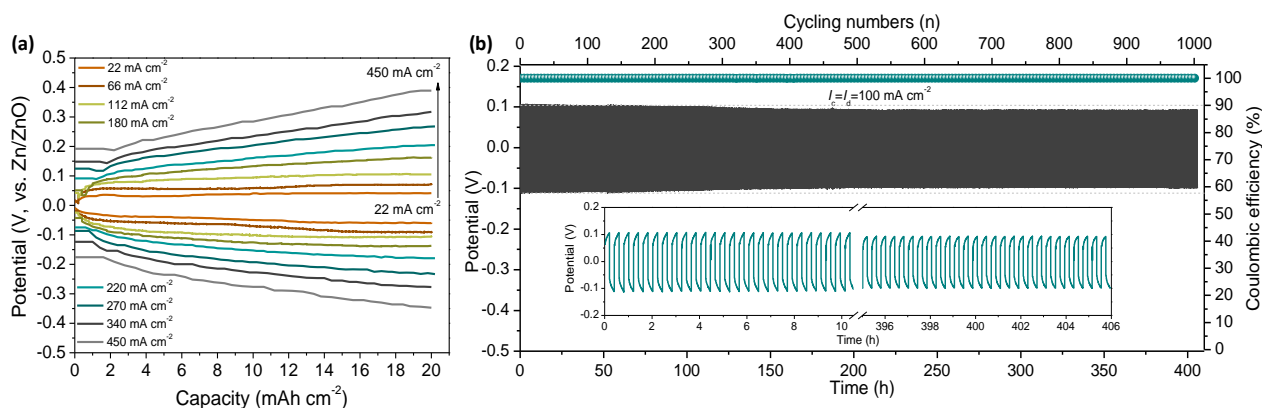 (a)
Potential (V, vs. Zn/ZnO)
0.5
0.4
0.3
0.2
0.1
0.0
-0.1
-0.2
-0.3
-0.4
-0.5
22 mA cm⁻²
66 mA cm⁻²
112 mA cm⁻²
180 mA cm⁻²
450 mA cm⁻²
22 mA cm⁻²
220 mA cm⁻²
270 mA cm⁻²
340 mA cm⁻²
450 mA cm⁻²
0 2 4 6 8 10 12 14 16 18 20
Capacity (mAh cm⁻²)
(b)
Cycling numbers (n)
0 100 200 300 400 500 600 700 800 900 1000
Potential (V)
0.2
0.1
0.0
-0.1
-0.2
-0.3
-0.4
-0.5
I_c=I_d=100 mA cm⁻²
Potential (V)
0.2
0.1
0.0
-0.1
-0.2
0 2 4 6 8 10 396 398 400 402 404 406
Time (h)
100
90
80
70
60
50
40
30
20
10
0
Coulombic efficiency (%)
0 50 100 150 200 250 300 350 400
Time (h)